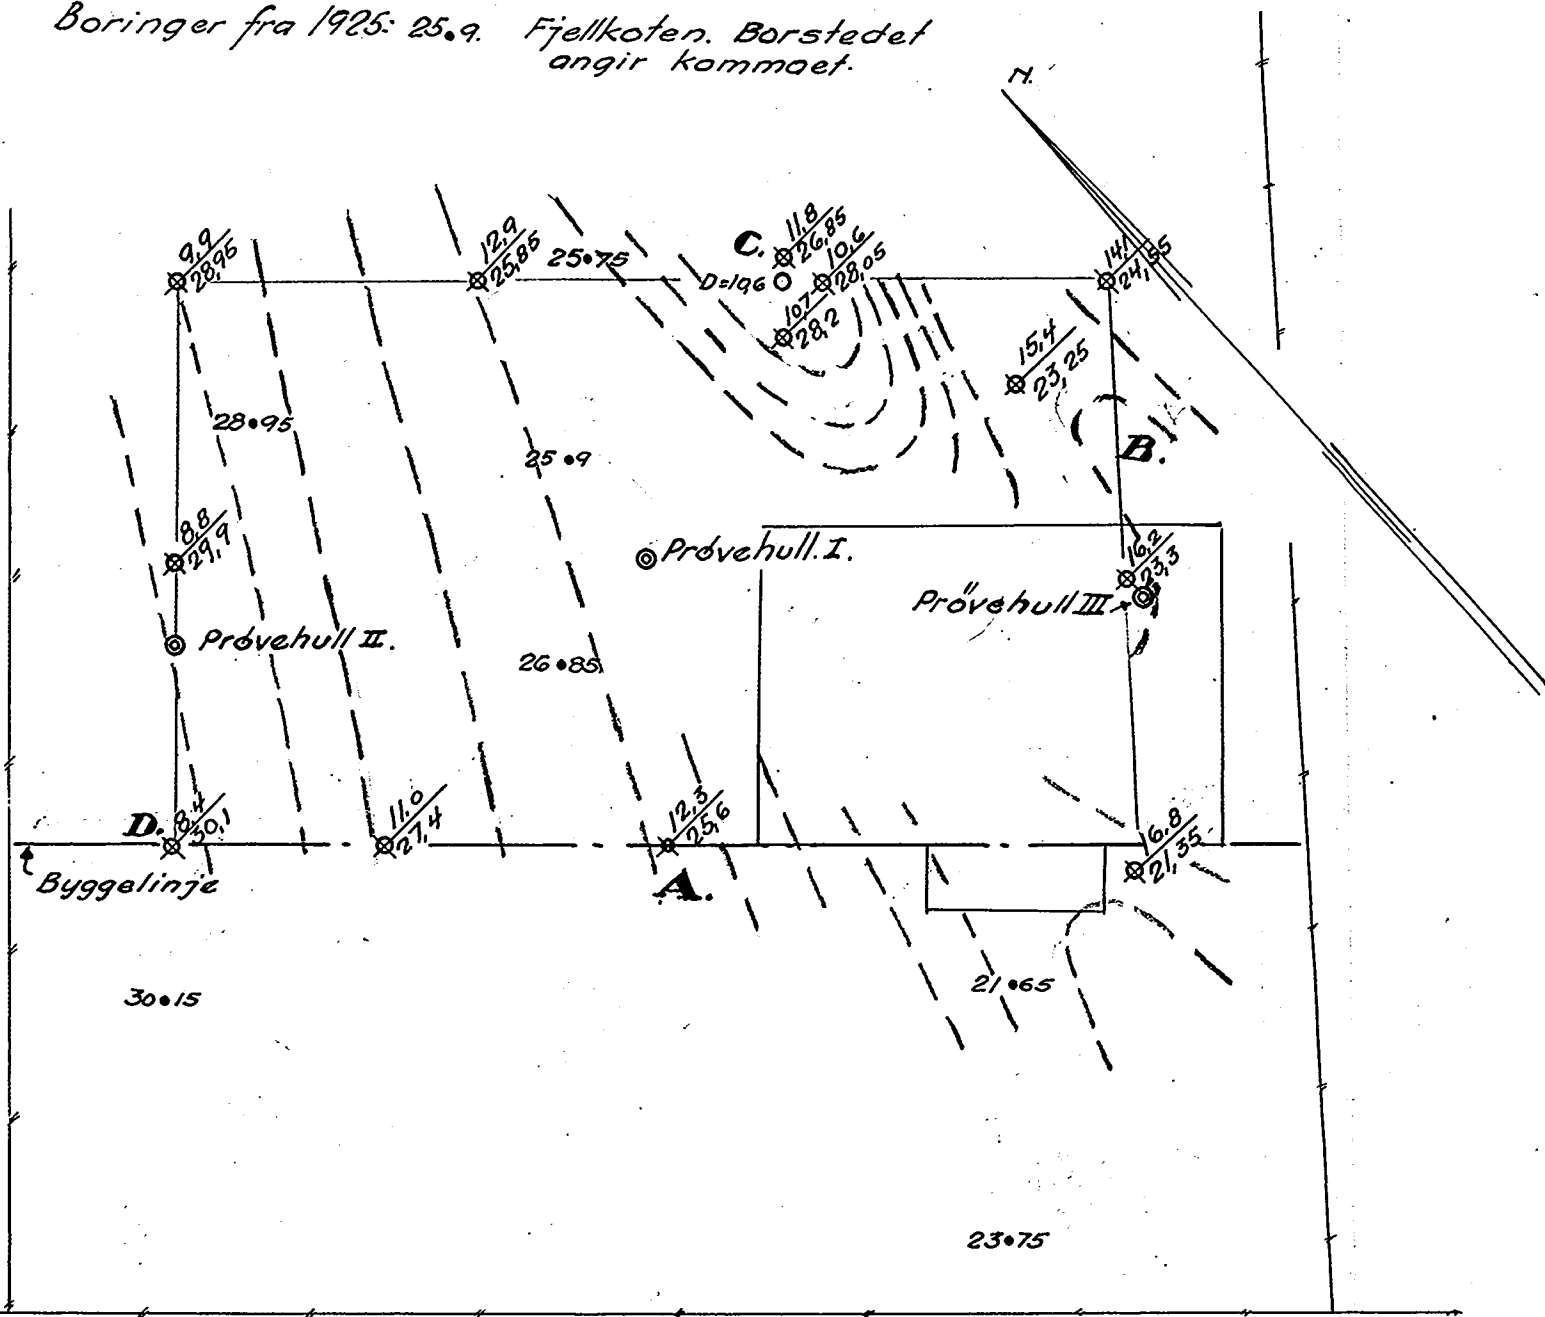 Boringer fra 1925: 25.9. Fjellkoten. Borstedet
angir kommaet.
N.
9,9
28,95
12,9
25,85
25.75
C.
11,8
26,85
D=10,6
10,6
28,05
10,7
28,2
14,1
24,55
15,4
23,25
28.95
25.9
B.
8,8
29,9
Prøvehull. I.
16,2
23,3
Prövehull III
Prøvehull II.
26.85
D.
8,4
30,1
11,0
27,4
12,3
25,6
A.
16,8
21,35
Byggelinje
30.15
21.65
23.75